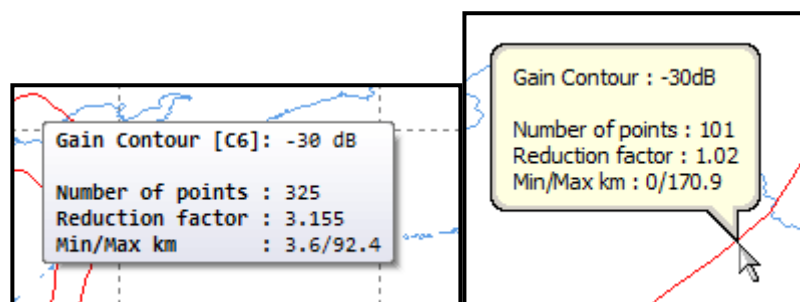 Gain Contour [C6]: -30 dB
Number of points : 325
Reduction factor : 3.155
Min/Max km : 3.6/92.4
Gain Contour : -30dB
Number of points : 101
Reduction factor : 1.02
Min/Max km : 0/170.9